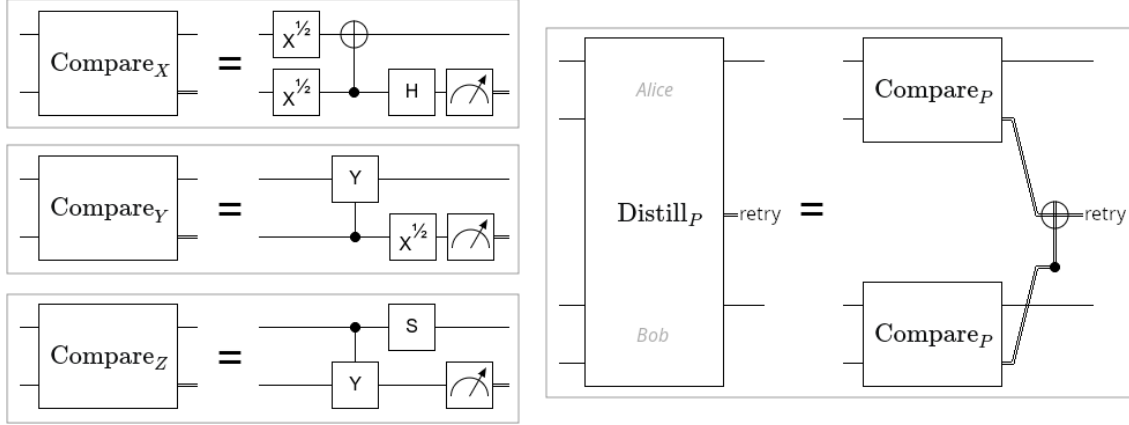 Compare_X = X^½ X^½ H
Compare_Y = Y X^½
Compare_Z = S Y
Alice
Distill_P
retry
=
Bob
Compare_P
retry
Compare_P